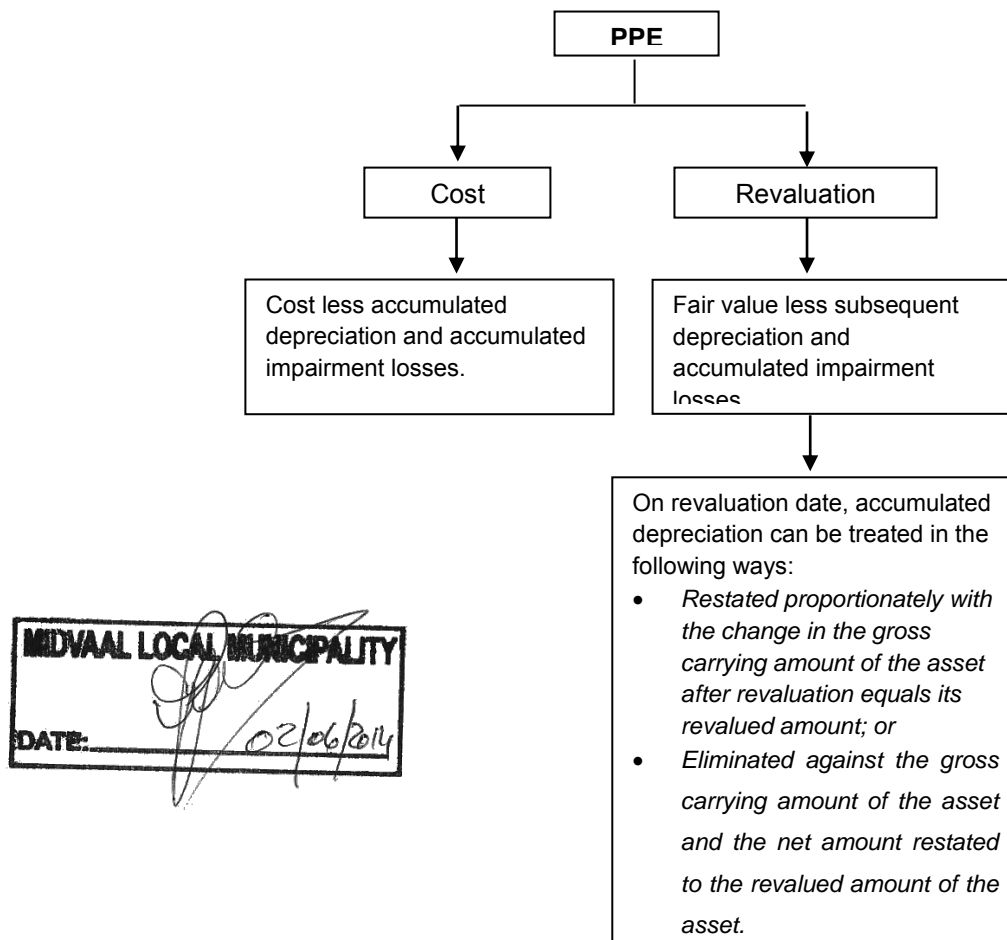 PPE
Cost
Revaluation
Cost less accumulated
depreciation and accumulated
impairment losses.
Fair value less subsequent
depreciation and
accumulated impairment
losses
On revaluation date, accumulated
depreciation can be treated in the
following ways:
• Restated proportionately with
the change in the gross
carrying amount of the asset
after revaluation equals its
revalued amount; or
• Eliminated against the gross
carrying amount of the asset
and the net amount restated
to the revalued amount of the
asset.
MIDVAAL LOCAL MUNICIPALITY
DATE: 02/06/2014